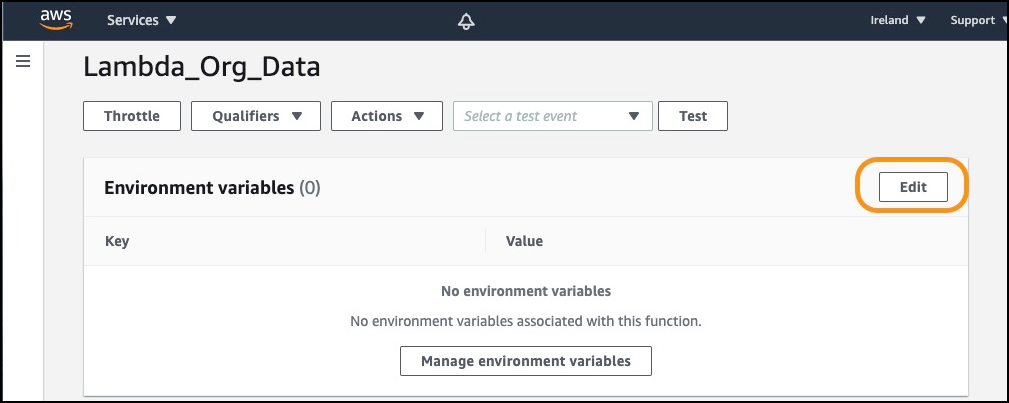 aws Services Ireland Support
Lambda_Org_Data
Throttle Qualifiers Actions Select a test event Test
Environment variables (0) Edit
Key Value
No environment variables
No environment variables associated with this function.
Manage environment variables